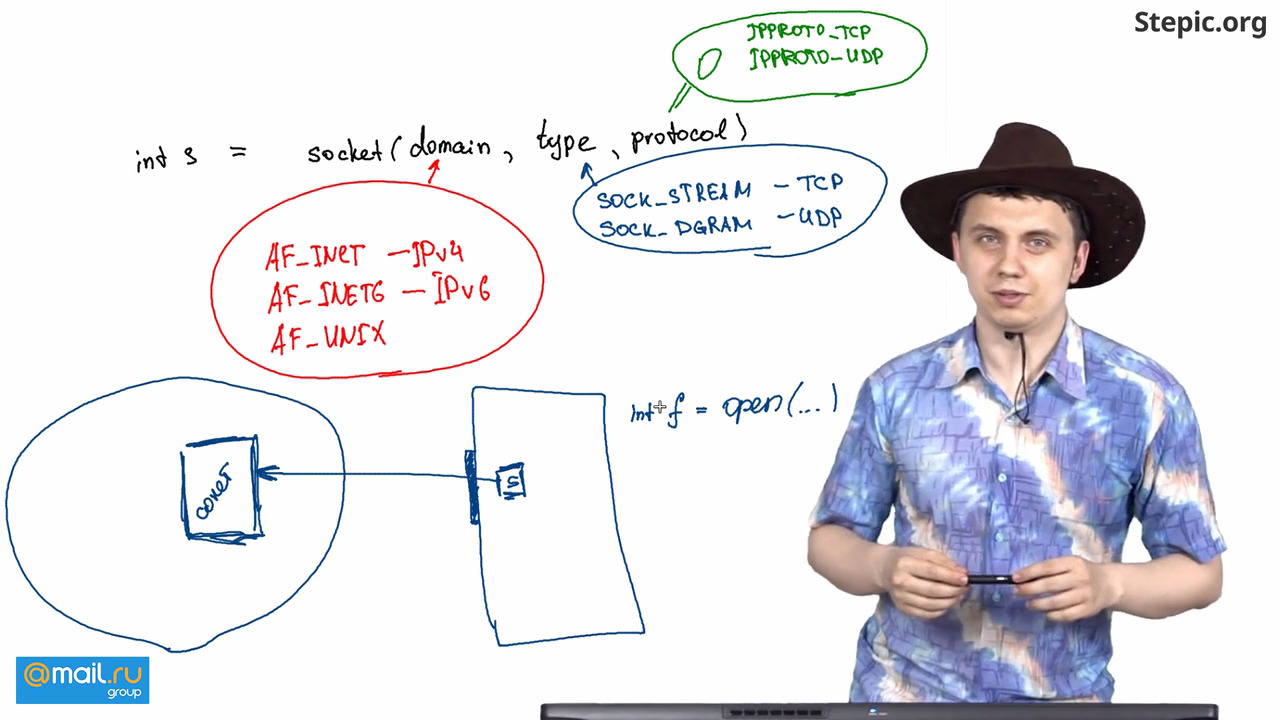 Stepic.org
IPPROTO_TCP
IPPROTO_UDP
int s = socket(domain, type, protocol)
SOCK_STREAM – TCP
SOCK_DGRAM – UDP
AF_INET – IPv4
AF_INET6 – IPv6
AF_UNIX
int f = open(...)
сокет
s
@mail.ru
group